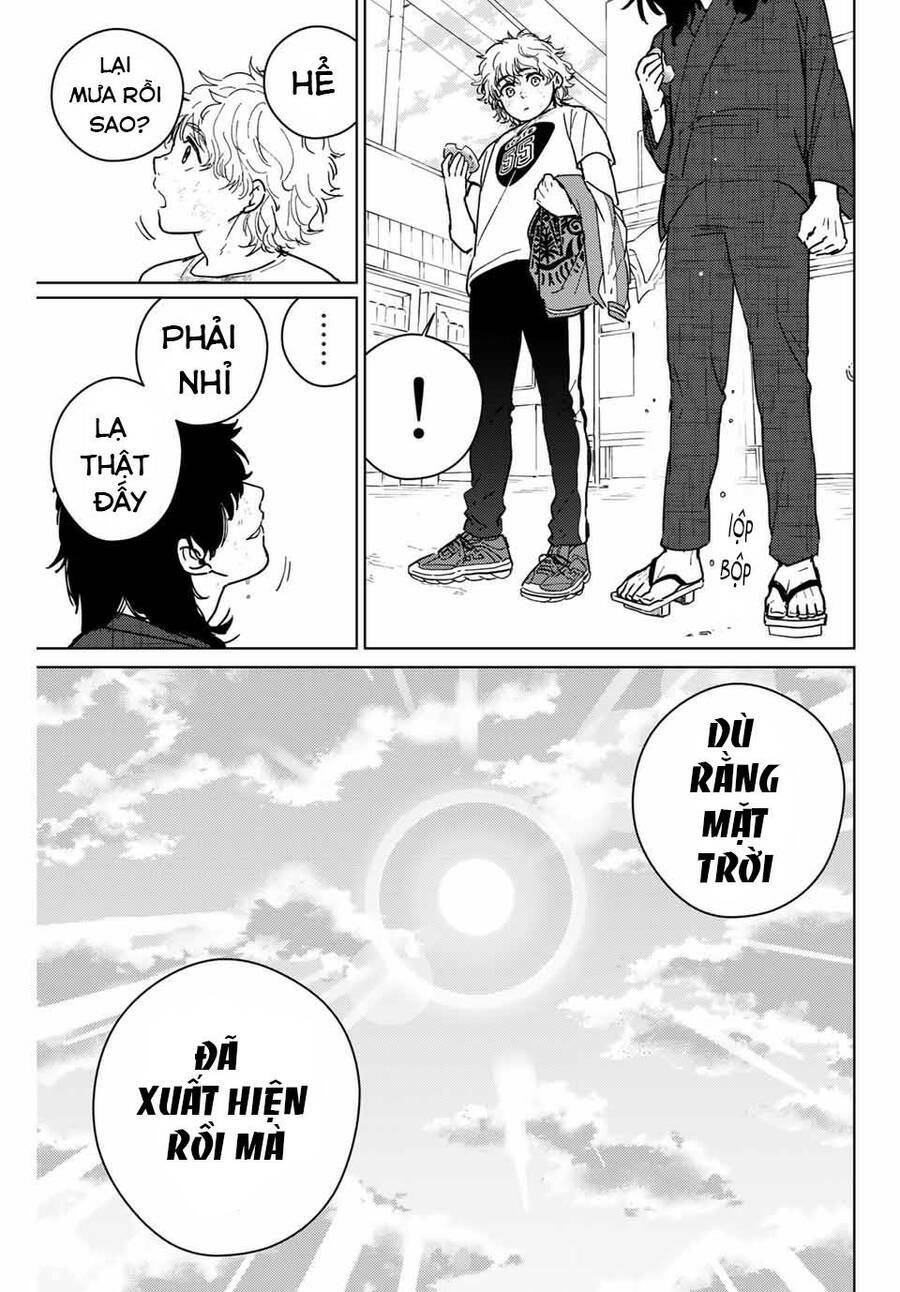 !
LỘP
BỘP
HỂ
LẠI
MƯA RỒI
SAO?
......
PHẢI
NHỈ
LẠ
THẬT
ĐẤY
DÙ
RẰNG
MẶT
TRỜI
ĐÃ
XUẤT HIỆN
RỒI MÀ